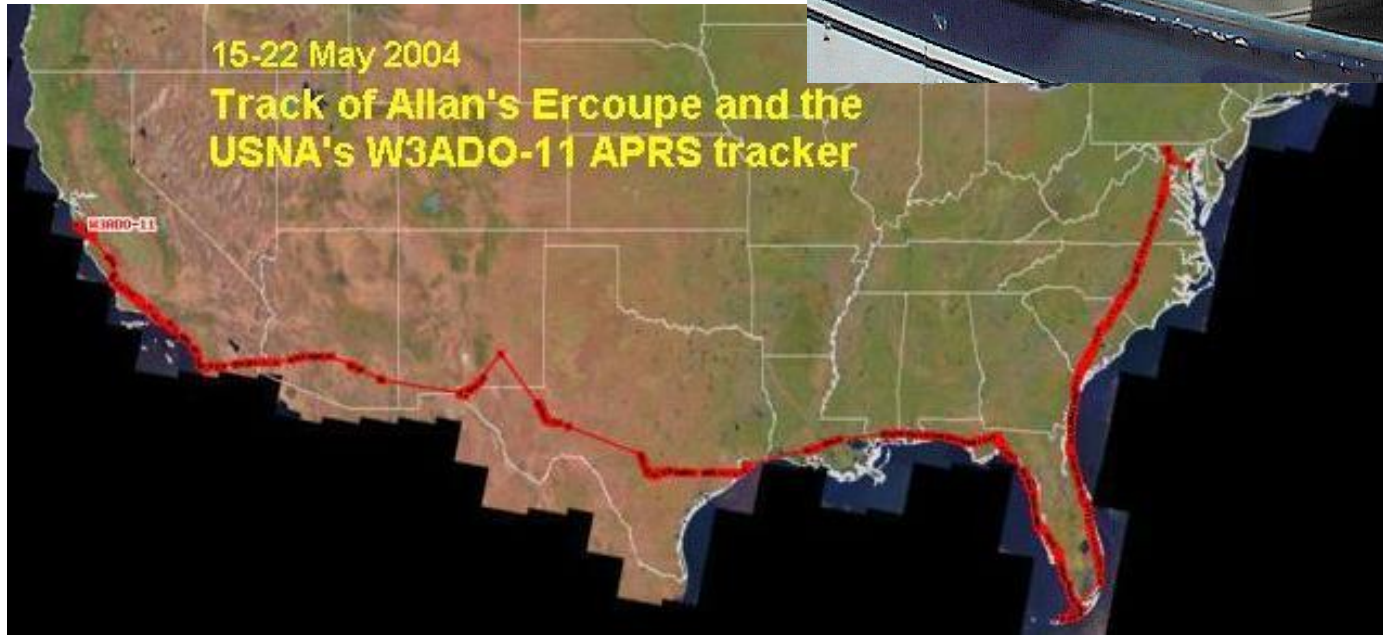 15-22 May 2004
Track of Allan's Ercoupe and the
USNA's W3ADO-11 APRS tracker
W3ADO-11